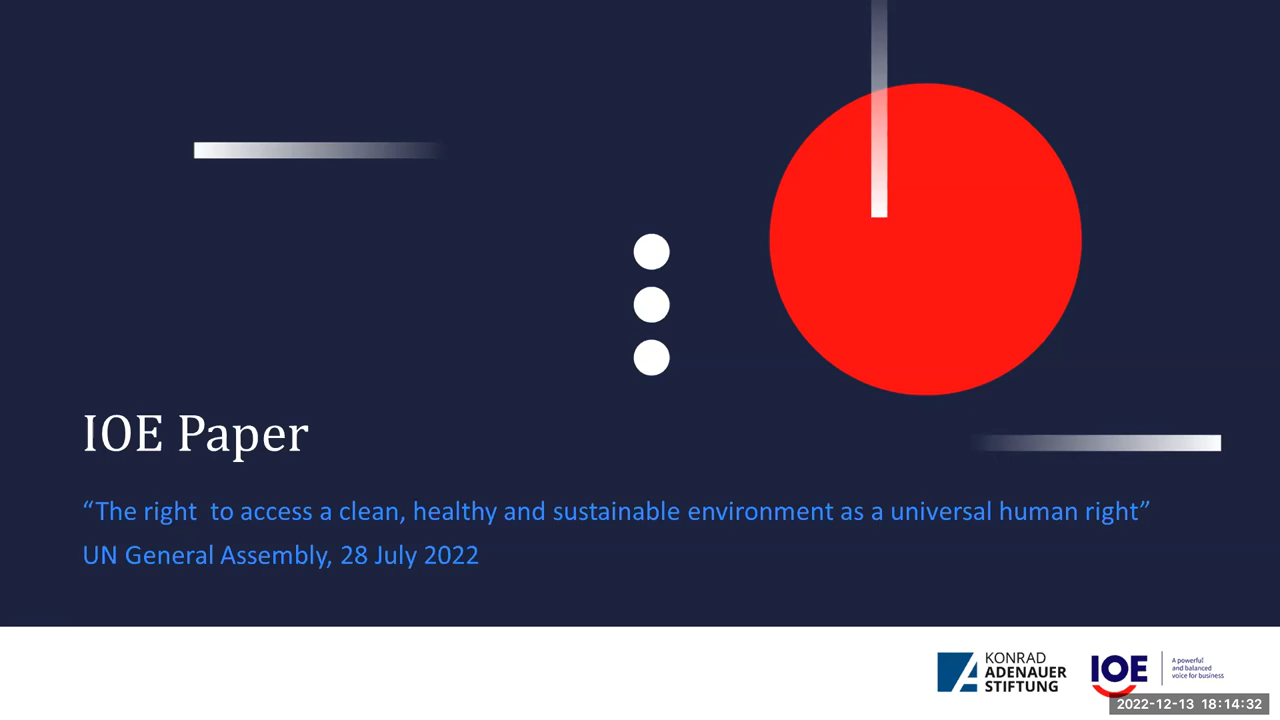 IOE Paper
“The right  to access a clean, healthy and sustainable environment as a universal human right”
UN General Assembly, 28 July 2022
KONRAD
ADENAUER
STIFTUNG
IOE
A powerful
and balanced
voice for business
2022-12-13 18:14:32